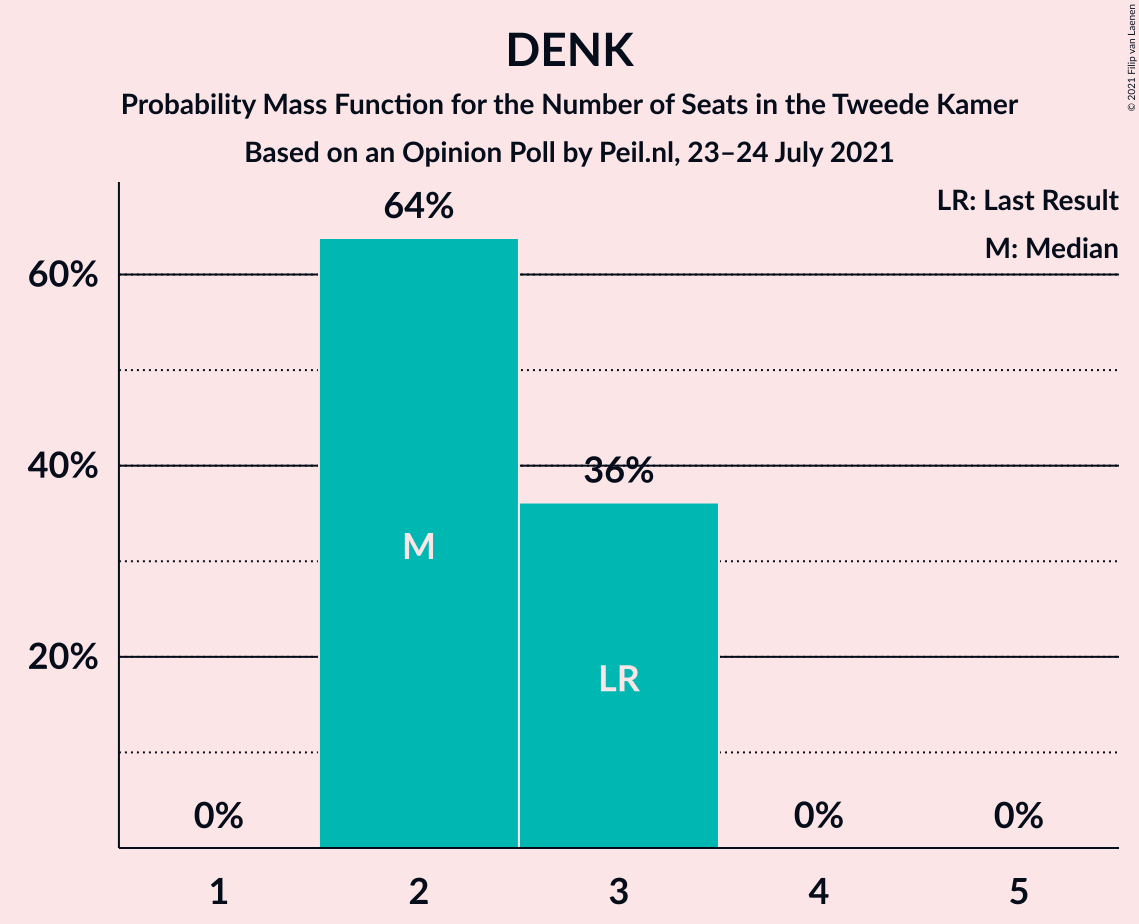 DENK
Probability Mass Function for the Number of Seats in the Tweede Kamer
Based on an Opinion Poll by Peil.nl, 23–24 July 2021
© 2021 Filip van Laenen
LR: Last Result
M: Median
64%
60%
40%
36%
20%
M
LR
0%
0%
0%
1
2
3
4
5